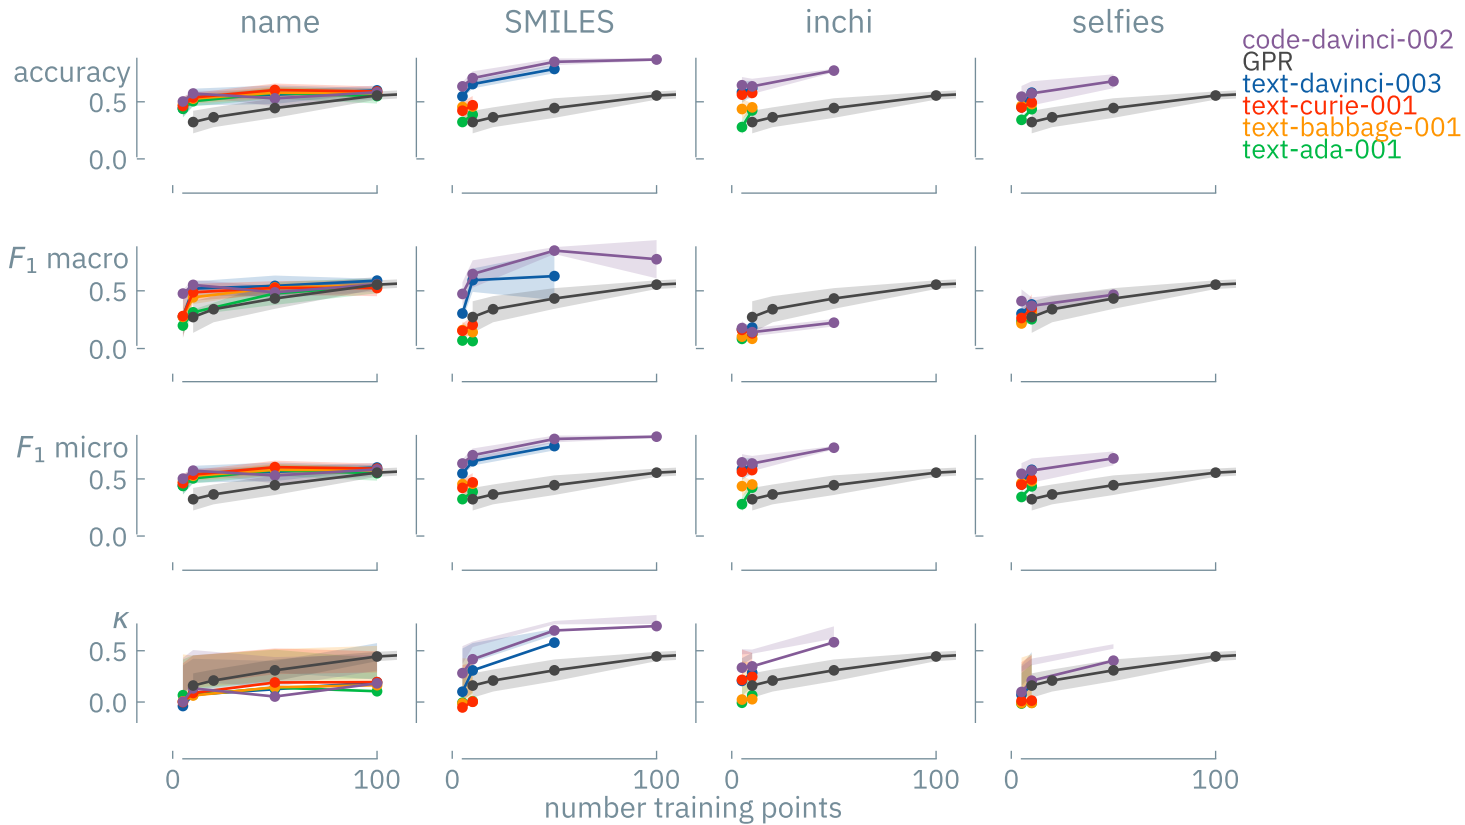 name SMILES inchi selfies
code-davinci-002
GPR
text-davinci-003
text-curie-001
text-babbage-001
text-ada-001
accuracy
0.5
0.0
F₁ macro
0.5
0.0
F₁ micro
0.5
0.0
κ
0.5
0.0
0 100 0 100 0 100 0 100
number training points